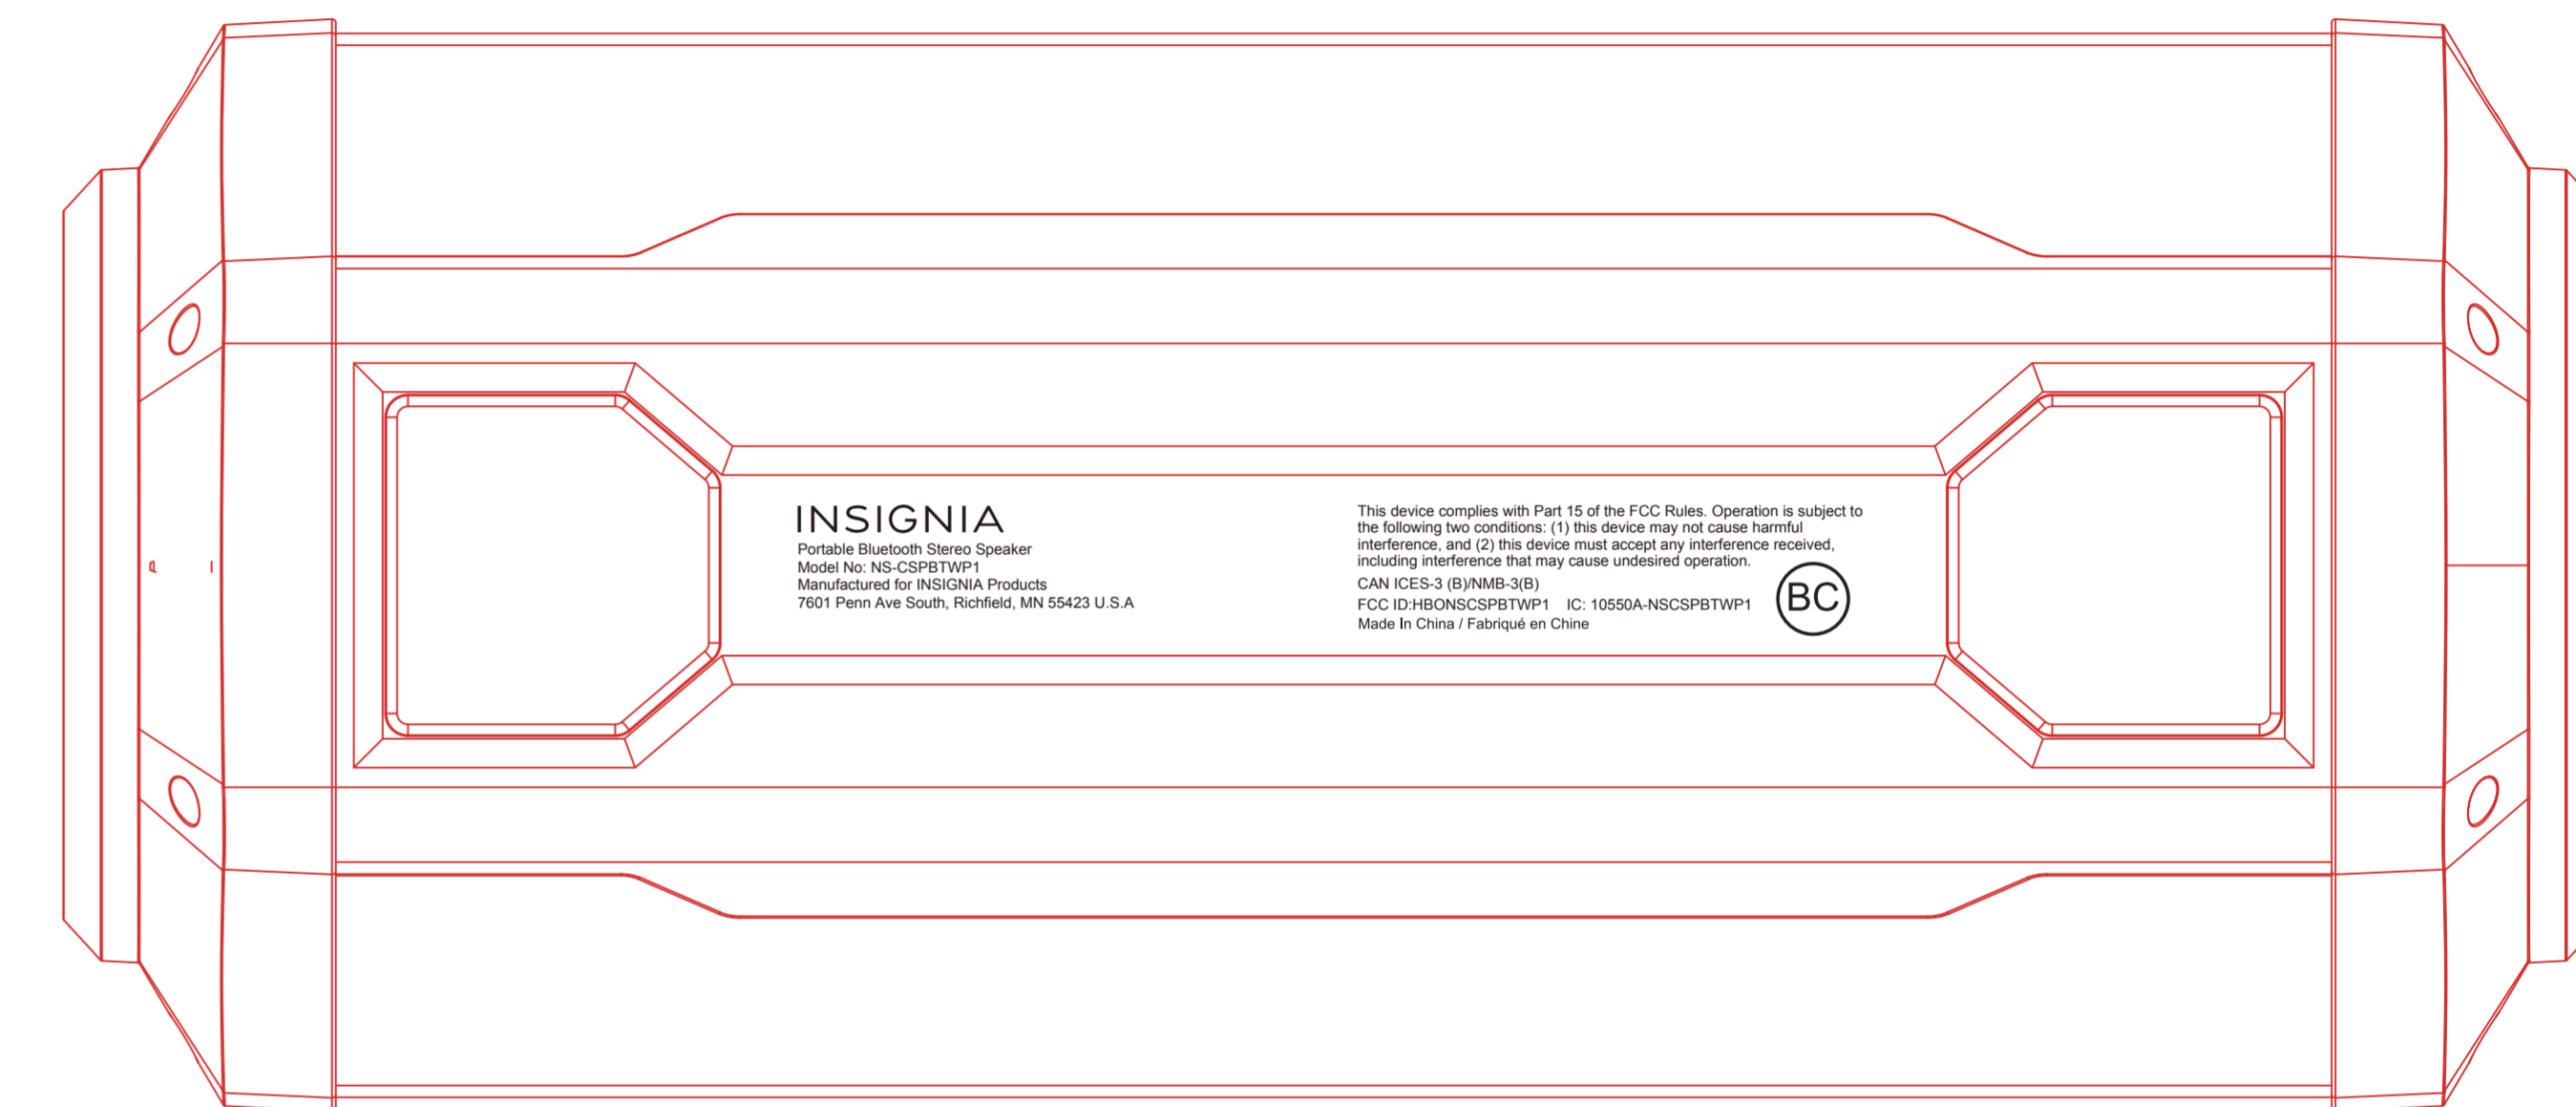 INSIGNIA
Portable Bluetooth Stereo Speaker
Model No: NS-CSPBTWP1
Manufactured for INSIGNIA Products
7601 Penn Ave South, Richfield, MN 55423 U.S.A
This device complies with Part 15 of the FCC Rules. Operation is subject to
the following two conditions: (1) this device may not cause harmful
interference, and (2) this device must accept any interference received,
including interference that may cause undesired operation.
CAN ICES-3 (B)/NMB-3(B)
FCC ID:HBONSCSPBTWP1 IC: 10550A-NSCSPBTWP1
Made In China / Fabriqué en Chine
BC